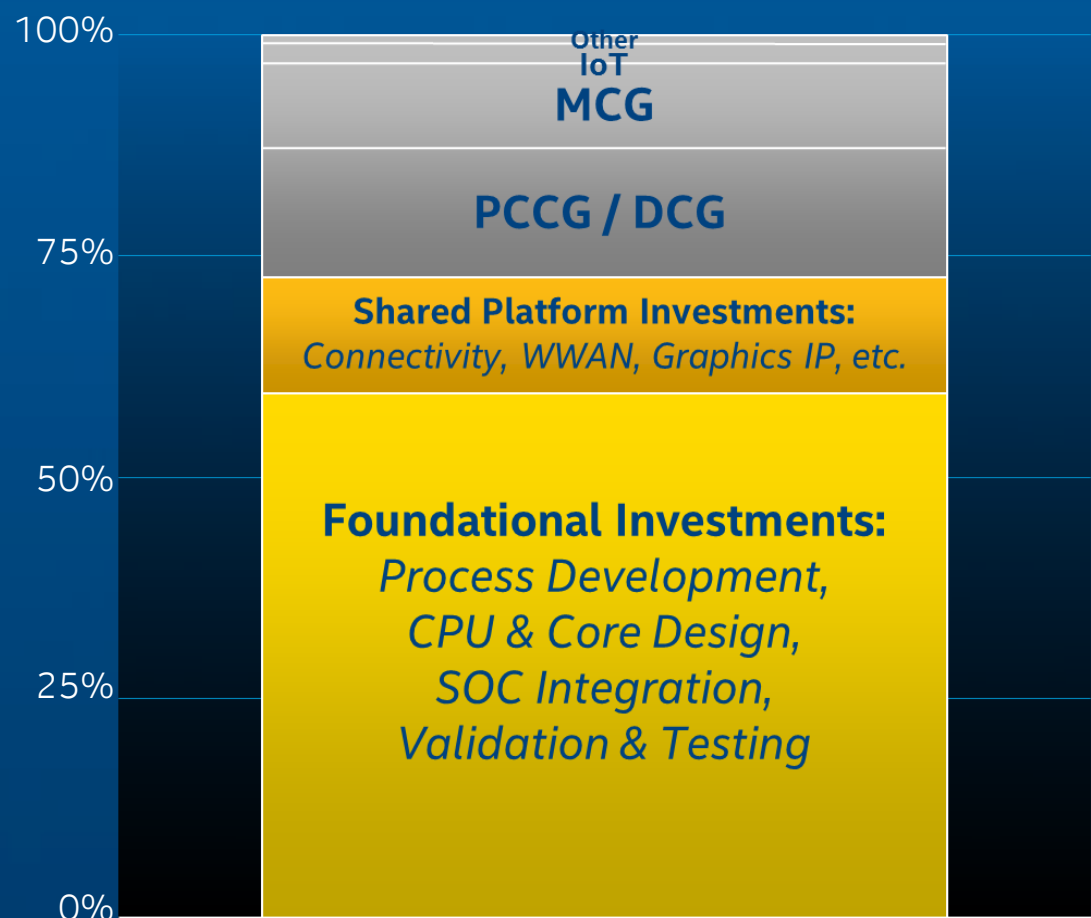 100%
Other
IoT
MCG
PCCG / DCG
75%
Shared Platform Investments:
Connectivity, WWAN, Graphics IP, etc.
50%
Foundational Investments:
Process Development,
CPU & Core Design,
25%
SOC Integration,
Validation & Testing
0%